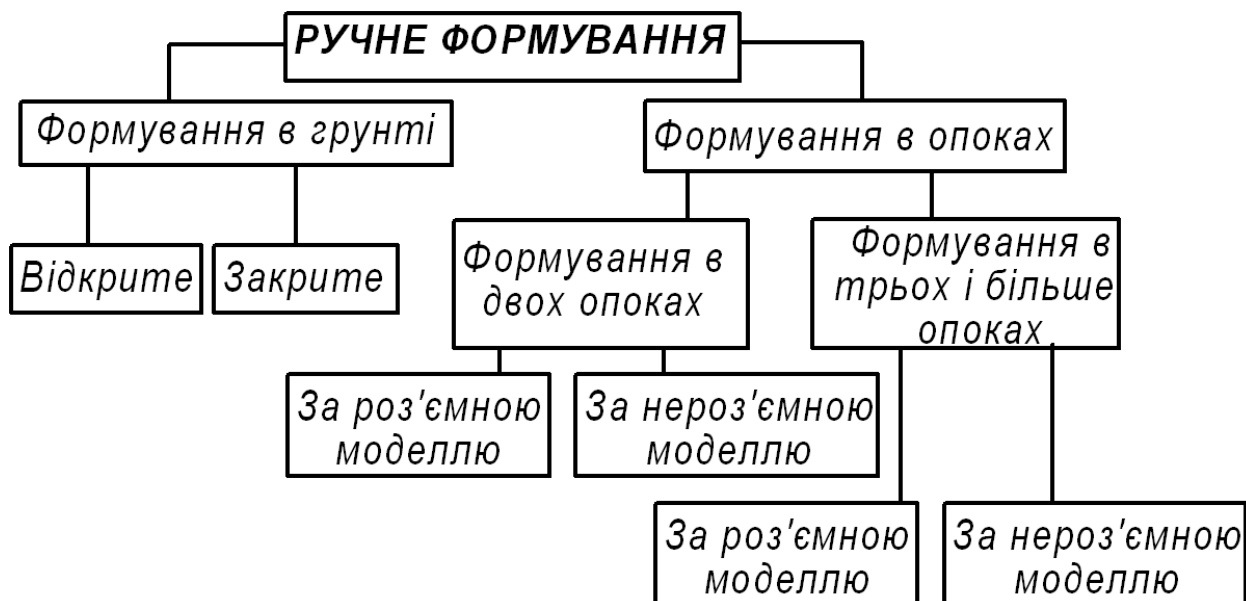 РУЧНЕ ФОРМУВАННЯ
Формування в грунті
Формування в опоках
Відкрите
Закрите
Формування в
двох опоках
Формування в
трьох і більше
опоках
За роз'ємною
моделлю
За нероз'ємною
моделлю
За роз'ємною
моделлю
За нероз'ємною
моделлю